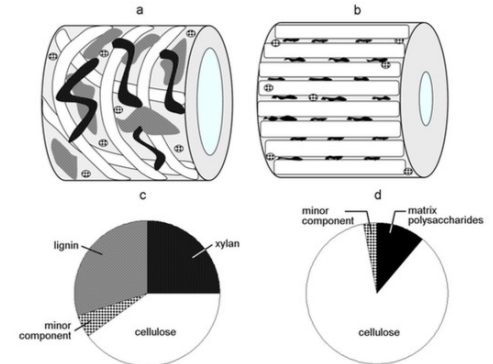 a
b
c
d
lignin
xylan
minor
component
cellulose
minor
component
matrix
polysaccharides
cellulose